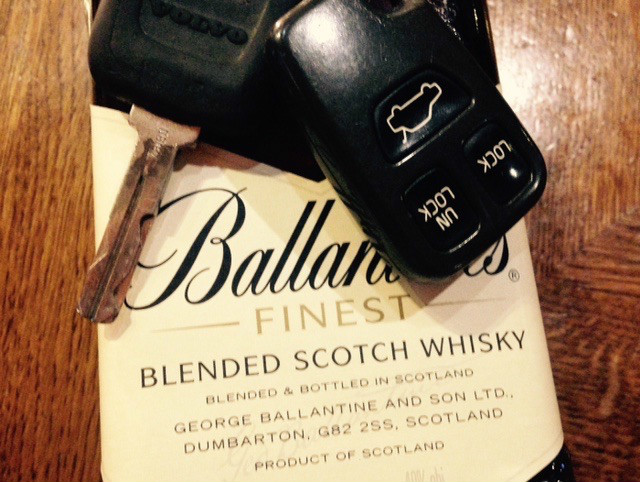 VOLVO
LOCK
UN
LOCK
Ballantine's ®
FINEST
BLENDED SCOTCH WHISKY
BLENDED & BOTTLED IN SCOTLAND
GEORGE BALLANTINE AND SON LTD.,
DUMBARTON, G82 2SS, SCOTLAND
PRODUCT OF SCOTLAND